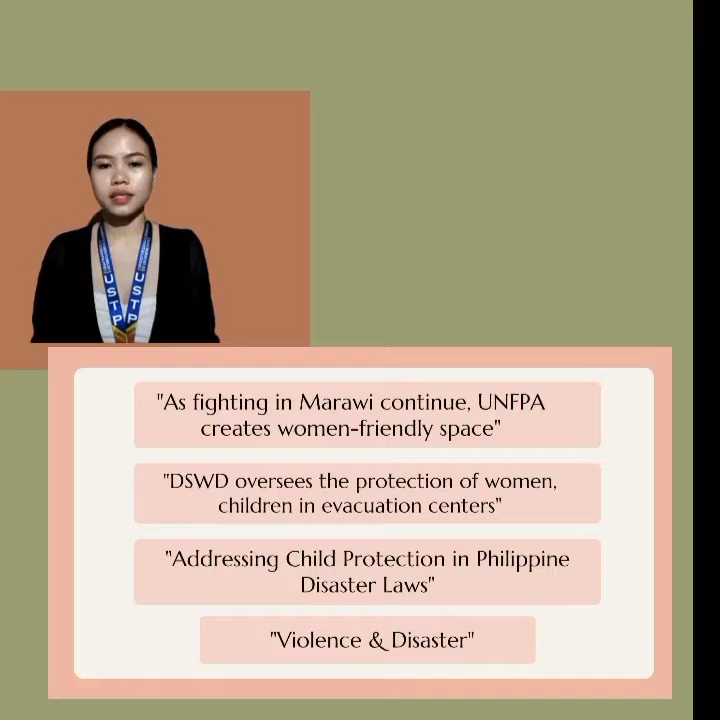 USTP USTP
"As fighting in Marawi continue, UNFPA
creates women-friendly space"
"DSWD oversees the protection of women,
children in evacuation centers"
"Addressing Child Protection in Philippine
Disaster Laws"
"Violence & Disaster"